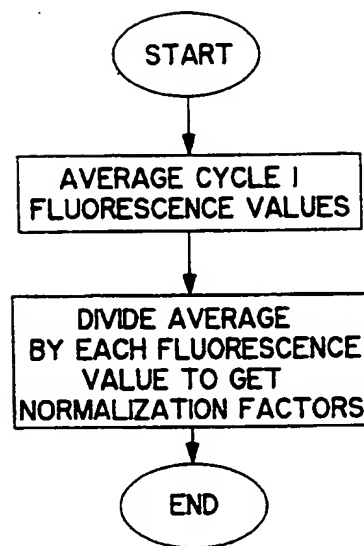 START
AVERAGE CYCLE 1
FLUORESCENCE VALUES
DIVIDE AVERAGE
BY EACH FLUORESCENCE
VALUE TO GET
NORMALIZATION FACTORS
END